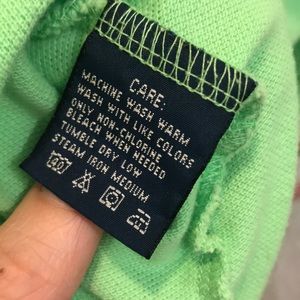 CARE:
MACHINE WASH WARM
WASH WITH LIKE COLORS
ONLY NON-CHLORINE
BLEACH WHEN NEEDED
TUMBLE DRY LOW
STEAM IRON MEDIUM